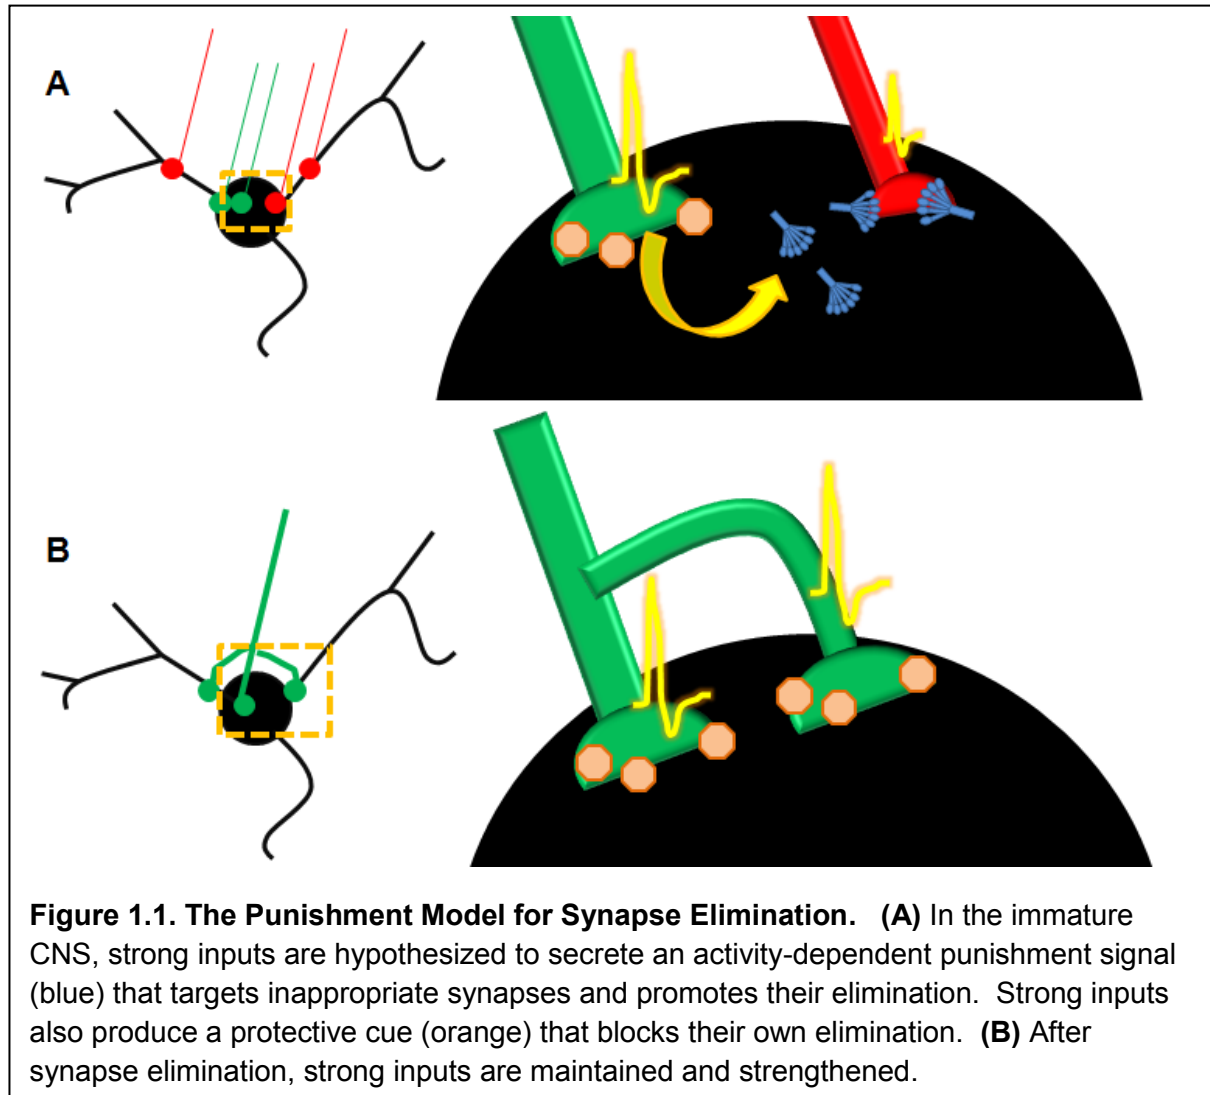 A
B
Figure 1.1. The Punishment Model for Synapse Elimination. (A) In the immature
CNS, strong inputs are hypothesized to secrete an activity-dependent punishment signal
(blue) that targets inappropriate synapses and promotes their elimination. Strong inputs
also produce a protective cue (orange) that blocks their own elimination. (B) After
synapse elimination, strong inputs are maintained and strengthened.